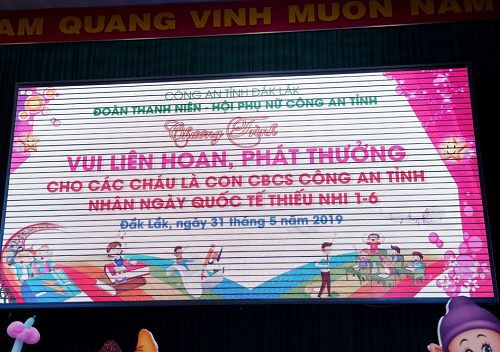 AM QUANG VINH MUÔN NĂM
CÔNG AN TỈNH ĐẮK LẮK
ĐOÀN THANH NIÊN - HỘI PHỤ NỮ CÔNG AN TỈNH
Chương Trình
VUI LIÊN HOAN, PHÁT THƯỞNG
CHO CÁC CHÁU LÀ CON CBCS CÔNG AN TỈNH
NHÂN NGÀY QUỐC TẾ THIẾU NHI 1-6
Đắk Lắk, ngày 31 tháng 5 năm 2019